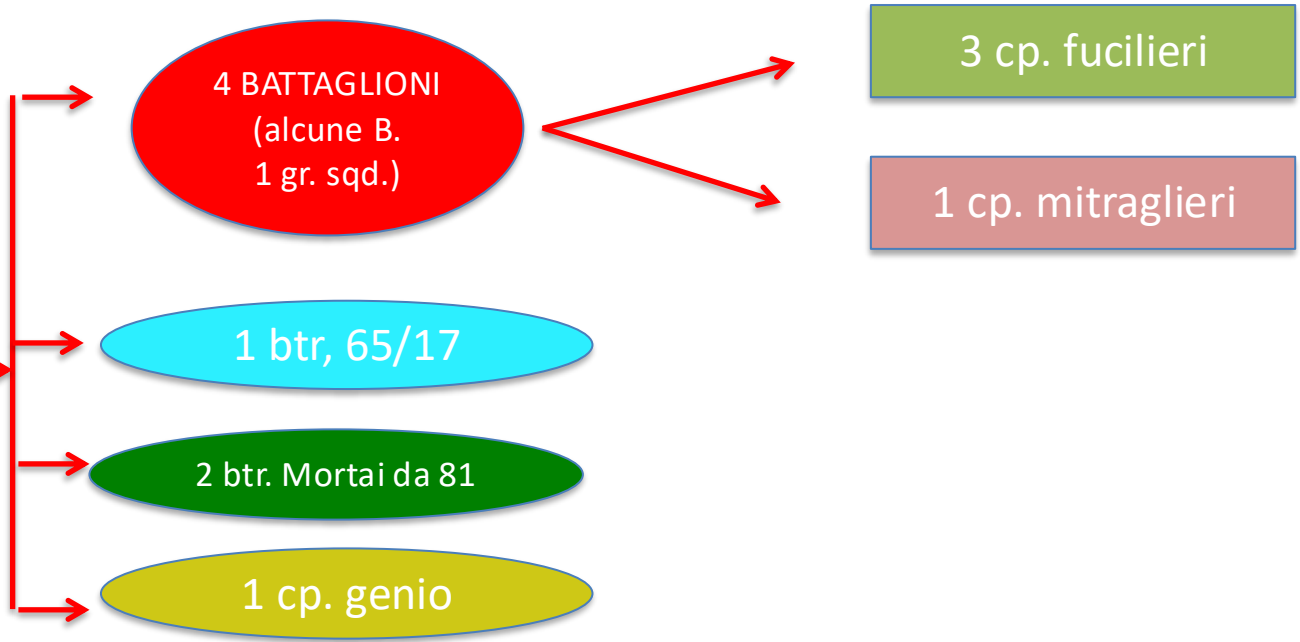 4 BATTAGLIONI
(alcune B.
1 gr. sqd.)
3 cp. fucilieri
1 cp. mitraglieri
1 btr, 65/17
2 btr. Mortai da 81
1 cp. genio